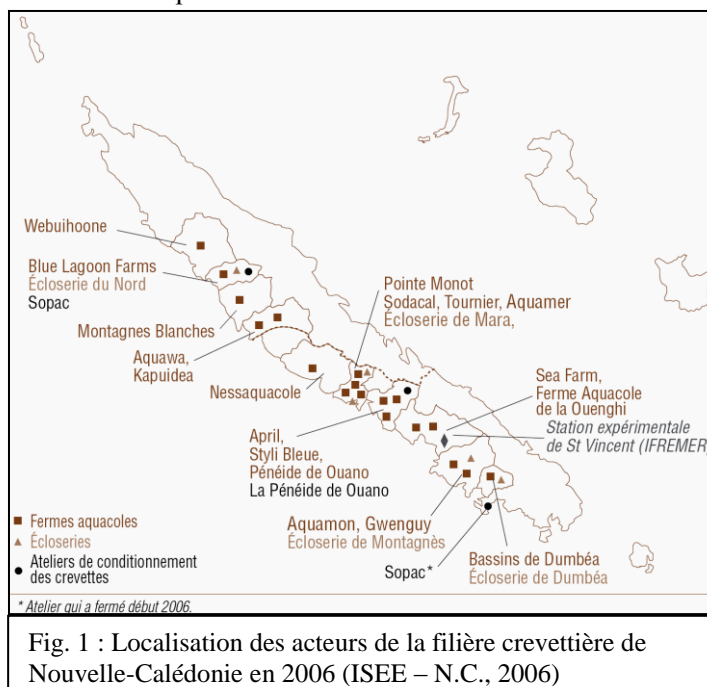 Webuihoone
Blue Lagoon Farms
Écloserie du Nord
Sopac
Montagnes Blanches
Aquawa,
Kapuidea
Nessaquacole
Pointe Monot
Sodacal, Tournier, Aquamer
Écloserie de Mara,
Sea Farm,
Ferme Aquacole
de la Ouenghi
Station expérimentale
de St Vincent (IFREMER)
April,
Styli Bleue,
Pénéide de Ouano
La Pénéide de Ouano
Aquamon, Gwenguy
Écloserie de Montagnès
Sopac*
Bassins de Dumbéa
Écloserie de Dumbéa
Fermes aquacoles
Écloseries
Ateliers de conditionnement
des crevettes
* Atelier qui a fermé début 2006.
Fig. 1 : Localisation des acteurs de la filière crevettière de
Nouvelle-Calédonie en 2006 (ISEE – N.C., 2006)